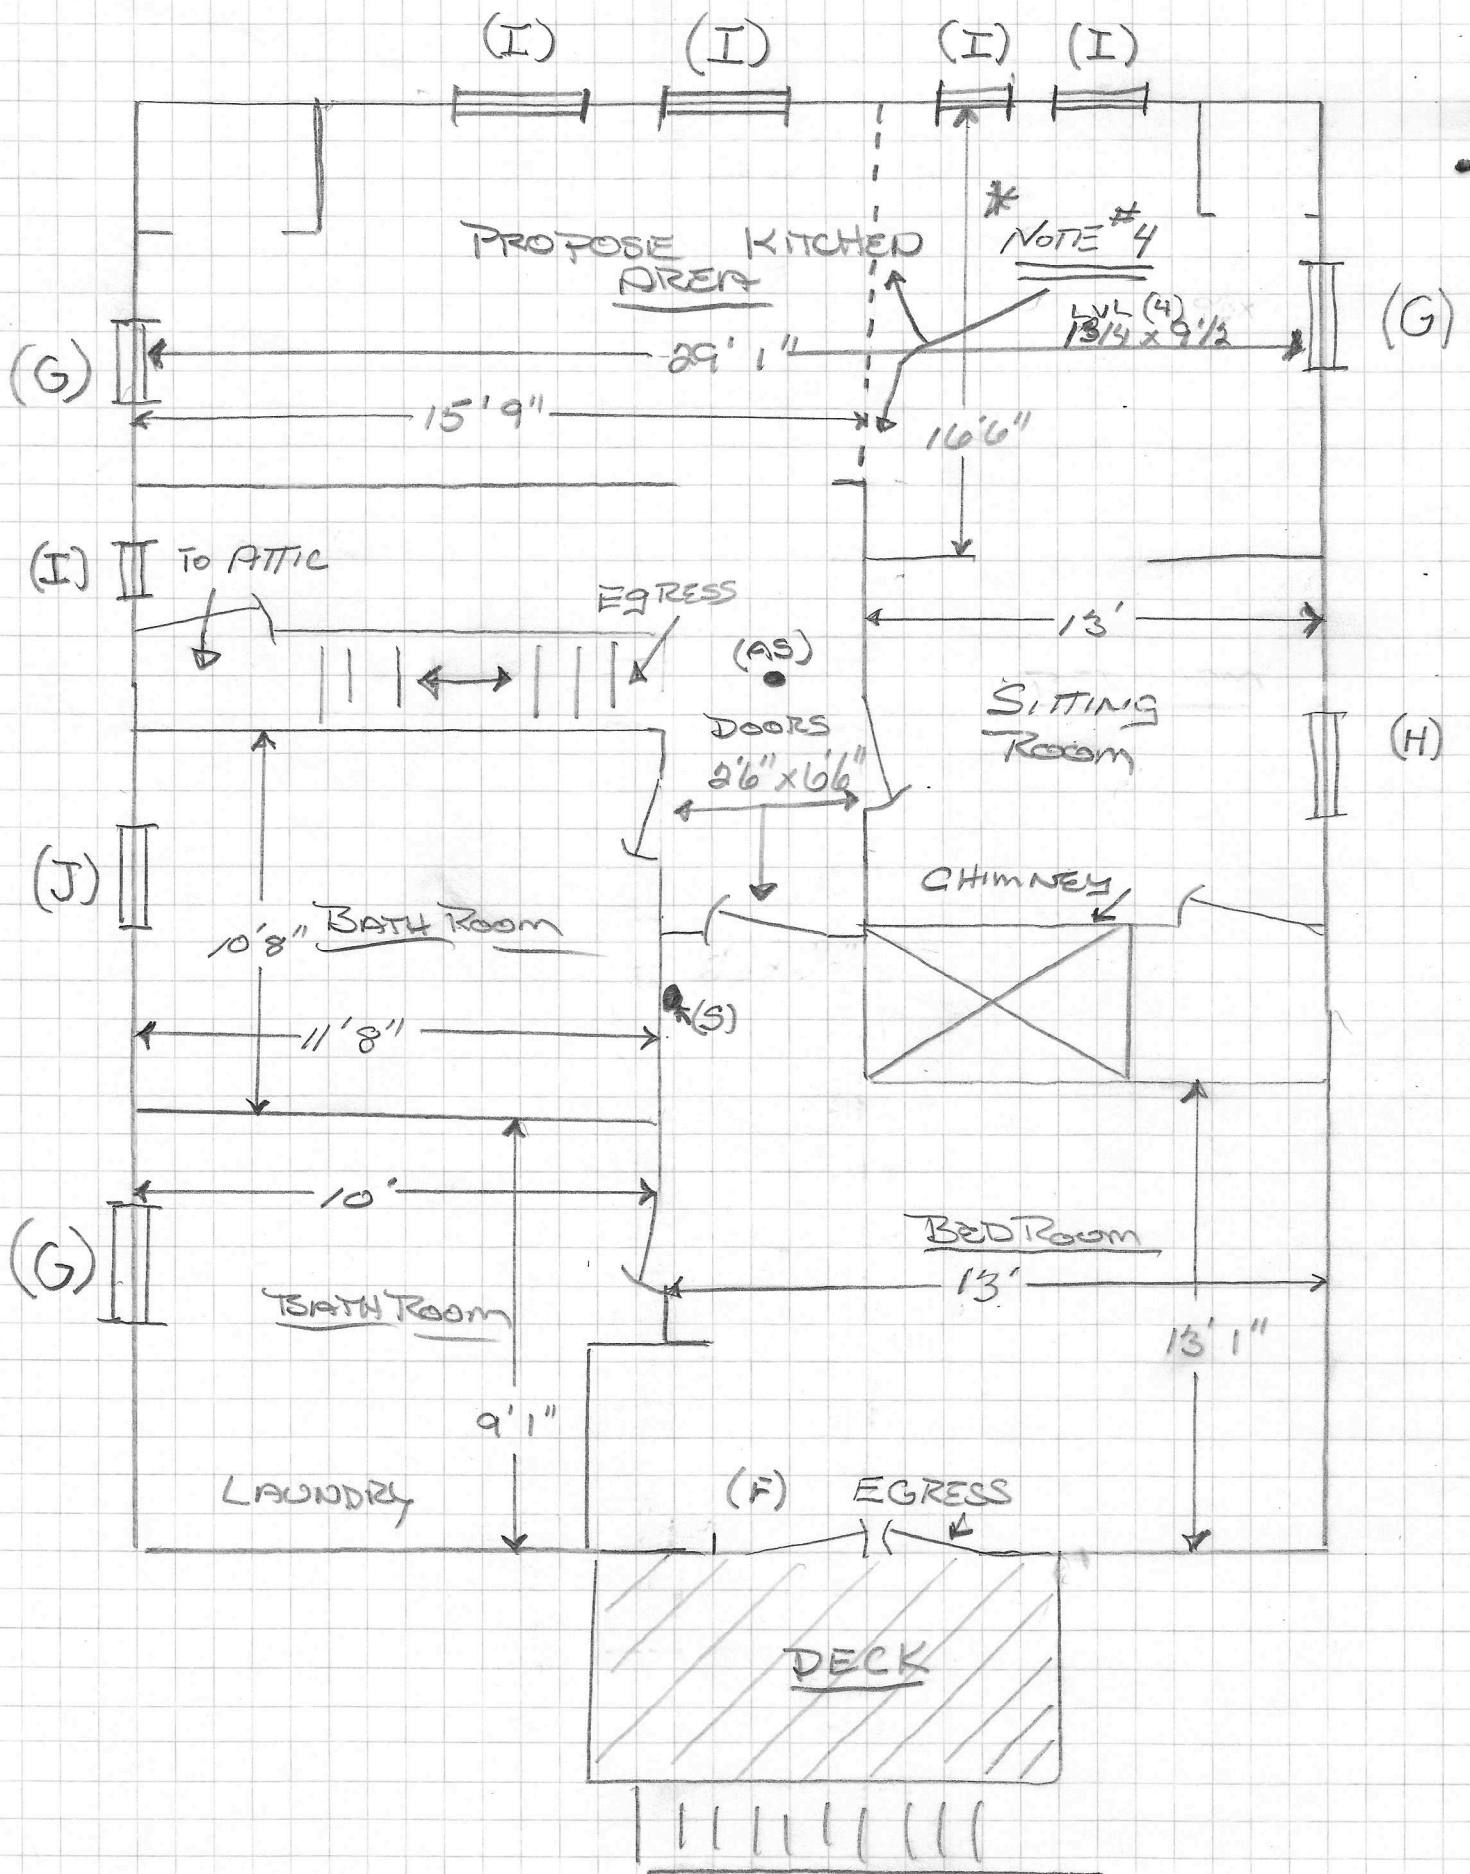 (I) (I) (I) (I)
*
PROPOSE KITCHEN
AREA
NOTE #4
LVL (4)
1 3/4 x 9 1/2
(G)
(G)
29' 1"
15' 9"
16'6"
(I)
TO ATTIC
EgRESS
13'
(AS)
SITTING
ROOM
(H)
DOORS
2'6" x 6'6"
(J)
CHIMNEY
10'8"
BATH ROOM
(S)
11'8"
10'
(G)
BEDROOM
13'
BATH ROOM
13' 1"
9' 1"
LAUNDRY
(F)
EGRESS
DECK